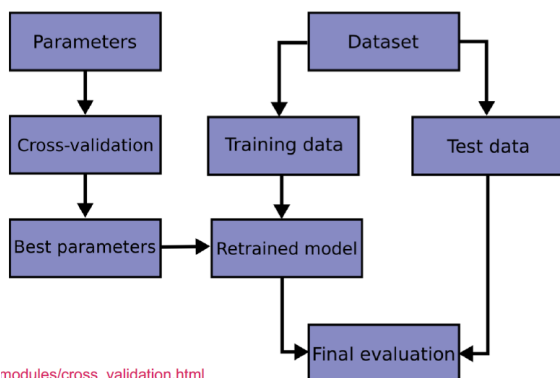 Parameters
Dataset
Cross-validation
Training data
Test data
Best parameters
Retrained model
Final evaluation
modules/cross_validation.html